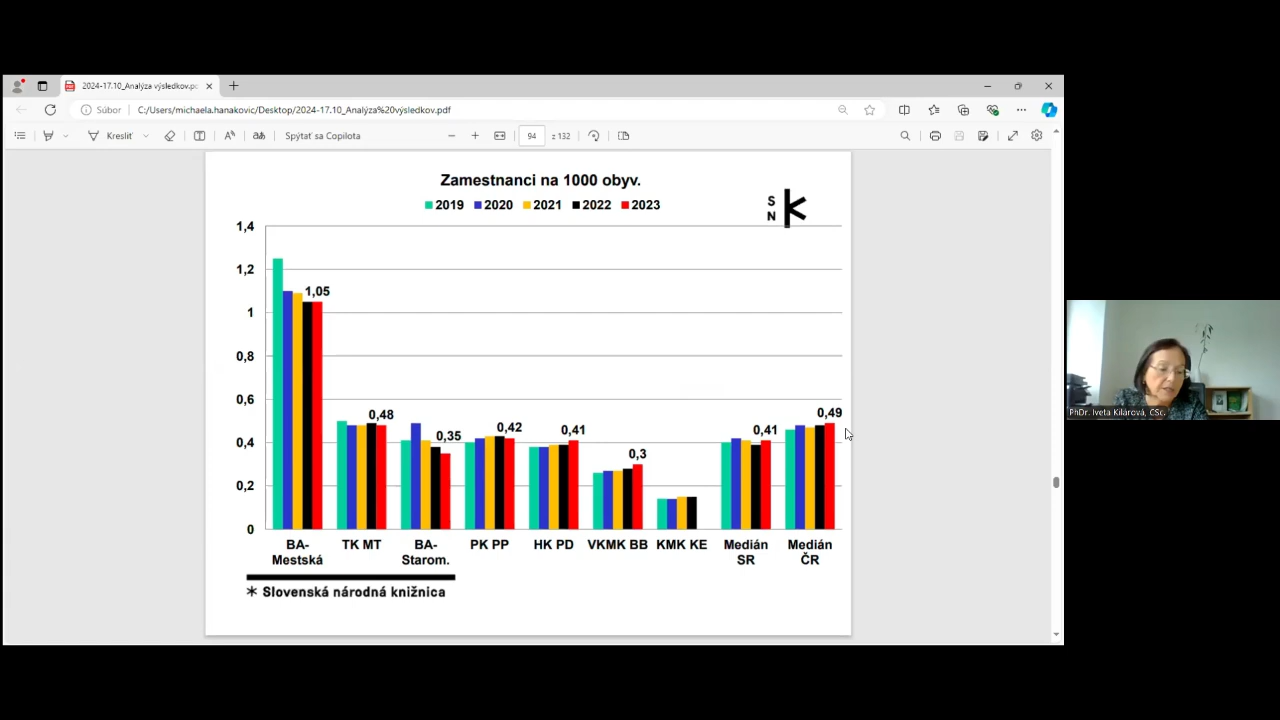 2024-17.10_Analýza výsledkov.pc
Súbor
C:/Users/michaela.hanakovic/Desktop/2024-17.10_Analýza%20výsledkov.pdf
Kresliť
Spýtať sa Copilota
94
z 132
Zamestnanci na 1000 obyv.
2019 2020 2021 2022 2023
S
N
1,4
1,2
1
0,8
0,6
0,4
0,2
0
1,05
0,48
0,35
0,42
0,41
0,3
0,41
0,49
BA-
Mestská
TK MT
BA-
Starom.
PK PP
HK PD
VKMK BB
KMK KE
Medián
SR
Medián
ČR
* Slovenská národná knižnica
PhDr. Iveta Kilárová, CSc.